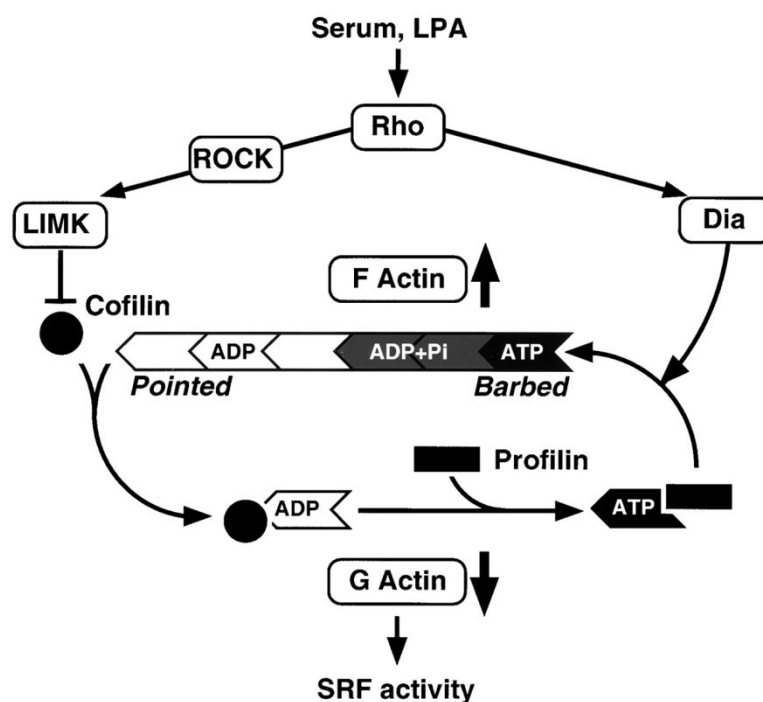 Serum, LPA
Rho
ROCK
LIMK
Dia
F Actin
Cofilin
ADP
ADP+Pi
ATP
Pointed
Barbed
Profilin
ADP
ATP
G Actin
SRF activity